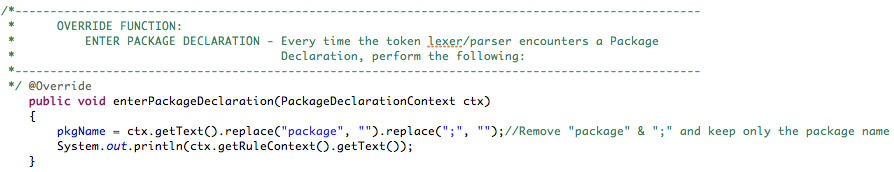 /*----------------------------------------------------------------------------------------------------
 *      OVERRIDE FUNCTION:
 *          ENTER PACKAGE DECLARATION - Every time the token lexer/parser encounters a Package
 *                                      Declaration, perform the following:
 *----------------------------------------------------------------------------------------------------
 */ @Override
    public void enterPackageDeclaration(PackageDeclarationContext ctx)
    {
        pkgName = ctx.getText().replace("package", "").replace(";", "");//Remove "package" & ";" and keep only the package name
        System.out.println(ctx.getRuleContext().getText());
    }